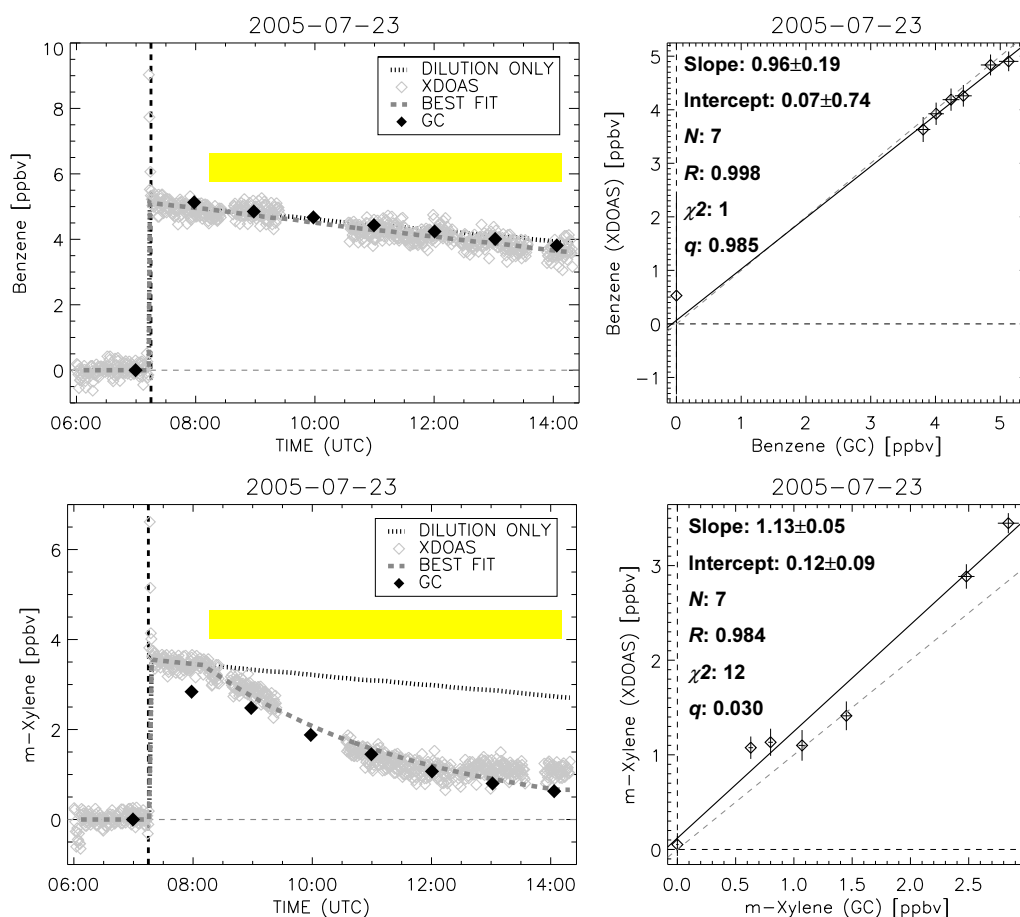 2005-07-23
DILUTION ONLY
XDOAS
BEST FIT
GC
Benzene [ppbv]
10
8
6
4
2
0
06:00 08:00 10:00 12:00 14:00
TIME (UTC)
2005-07-23
Slope: 0.96±0.19
Intercept: 0.07±0.74
N: 7
R: 0.998
χ2: 1
q: 0.985
Benzene (XDOAS) [ppbv]
5
4
3
2
1
0
-1
0 1 2 3 4 5
Benzene (GC) [ppbv]
2005-07-23
DILUTION ONLY
XDOAS
BEST FIT
GC
m-Xylene [ppbv]
6
4
2
0
06:00 08:00 10:00 12:00 14:00
TIME (UTC)
2005-07-23
Slope: 1.13±0.05
Intercept: 0.12±0.09
N: 7
R: 0.984
χ2: 12
q: 0.030
m-Xylene (XDOAS) [ppbv]
3
2
1
0
0.0 0.5 1.0 1.5 2.0 2.5
m-Xylene (GC) [ppbv]